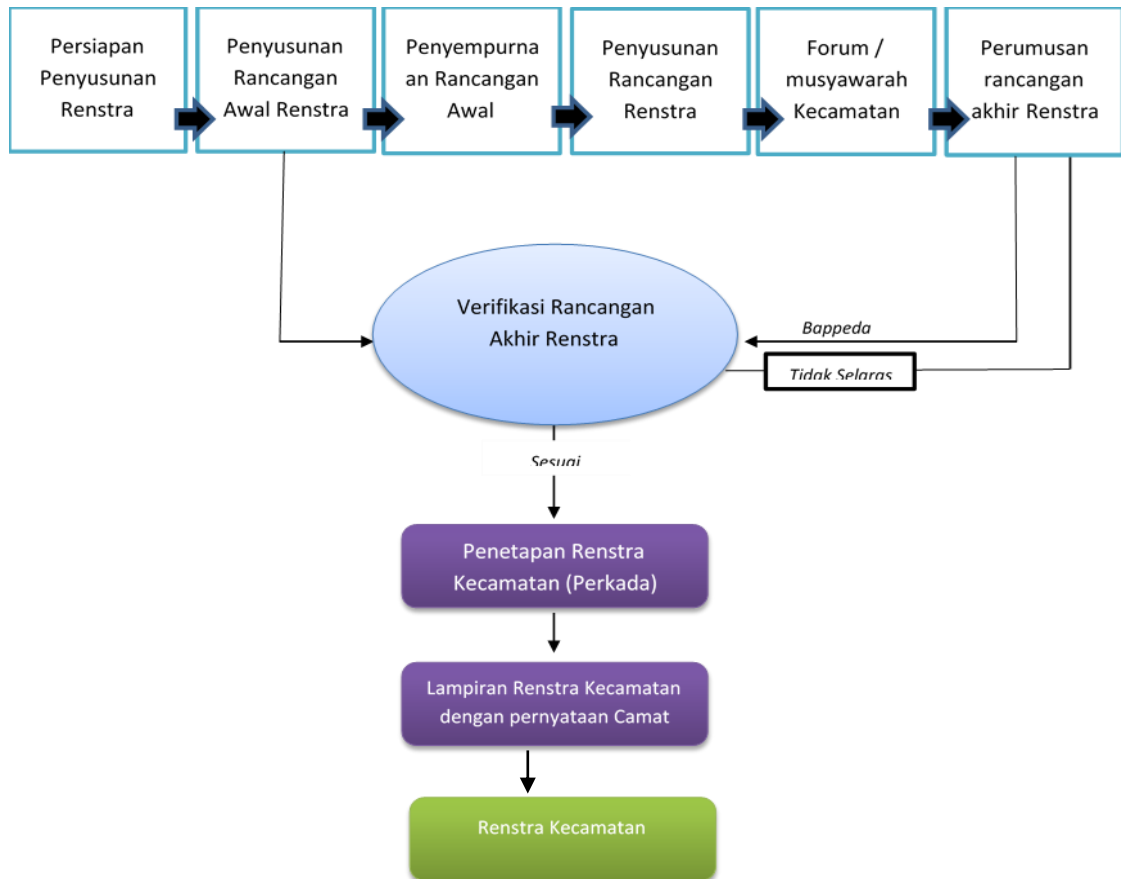 Persiapan
Penyusunan
Renstra
Penyusunan
Rancangan
Awal Renstra
Penyempurna
an Rancangan
Awal
Penyusunan
Rancangan
Renstra
Forum /
musyawarah
Kecamatan
Perumusan
rancangan
akhir Renstra
Verifikasi Rancangan
Akhir Renstra
Bappeda
Tidak Selaras
Sesuai
Penetapan Renstra
Kecamatan (Perkada)
Lampiran Renstra Kecamatan
dengan pernyataan Camat
Renstra Kecamatan